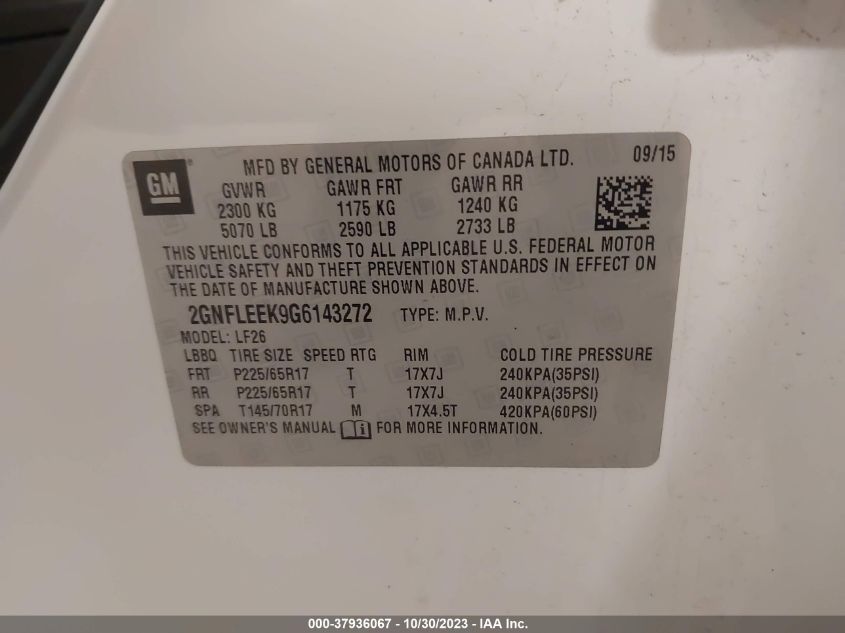 GM
MFD BY GENERAL MOTORS OF CANADA LTD. 09/15
GVWR GAWR FRT GAWR RR
2300 KG 1175 KG 1240 KG
5070 LB 2590 LB 2733 LB
THIS VEHICLE CONFORMS TO ALL APPLICABLE U.S. FEDERAL MOTOR
VEHICLE SAFETY AND THEFT PREVENTION STANDARDS IN EFFECT ON
THE DATE OF MANUFACTURE SHOWN ABOVE.
2GNFLEEK9G6143272 TYPE: M.P.V.
MODEL: LF26
LBBQ TIRE SIZE SPEED RTG RIM COLD TIRE PRESSURE
FRT P225/65R17 T 17X7J 240KPA(35PSI)
RR P225/65R17 T 17X7J 240KPA(35PSI)
SPA T145/70R17 M 17X4.5T 420KPA(60PSI)
SEE OWNER'S MANUAL FOR MORE INFORMATION.
000-37936067 - 10/30/2023 - IAA Inc.